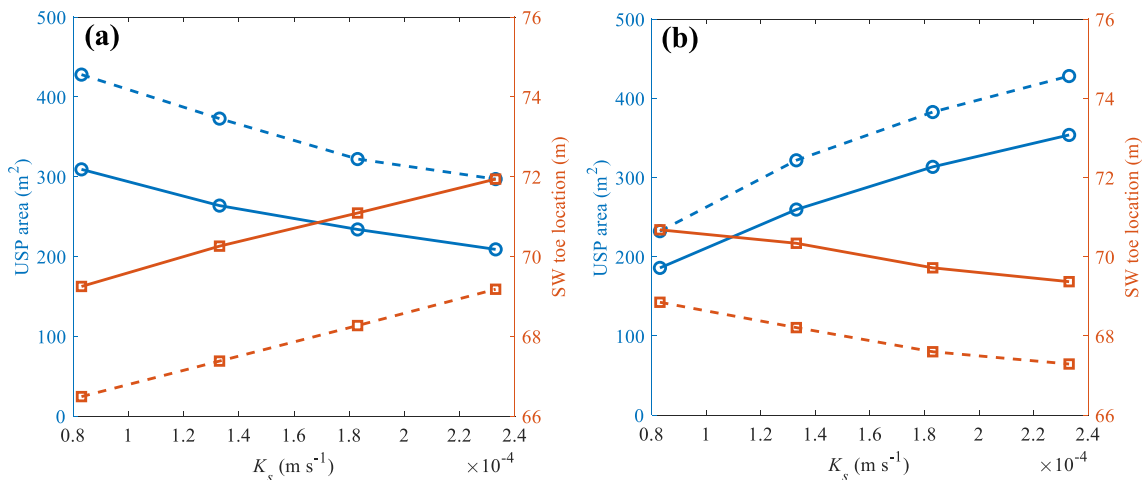 (a)
500
400
300
200
100
0
USP area (m²)
76
74
72
70
68
66
SW toe location (m)
0.8 1 1.2 1.4 1.6 1.8 2 2.2 2.4
×10⁻⁴
Kₛ (m s⁻¹)
(b)
500
400
300
200
100
0
USP area (m²)
76
74
72
70
68
66
SW toe location (m)
0.8 1 1.2 1.4 1.6 1.8 2 2.2 2.4
×10⁻⁴
Kₛ (m s⁻¹)